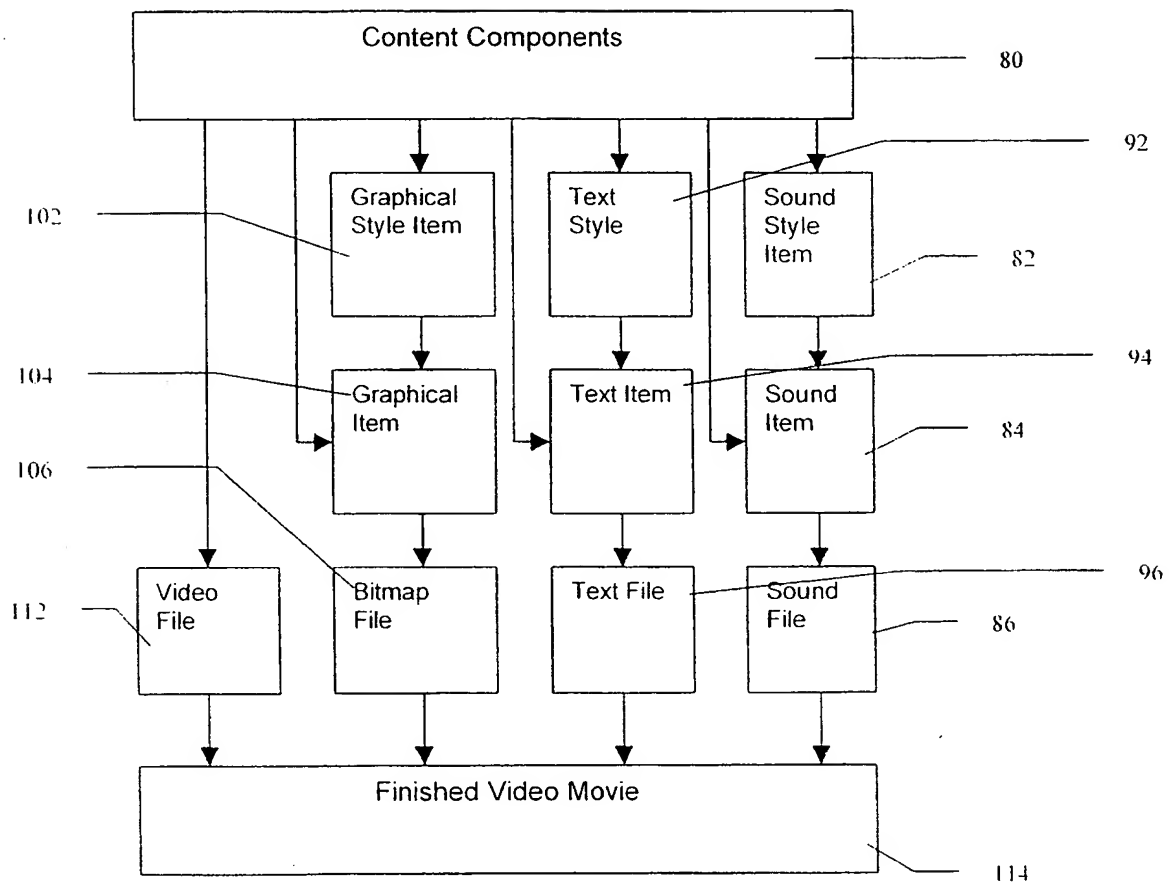 Content Components
80
92
102
Graphical
Style Item
Text
Style
Sound
Style
Item
82
94
104
Graphical
Item
Text Item
Sound
Item
84
106
96
112
Video
File
Bitmap
File
Text File
Sound
File
86
Finished Video Movie
114